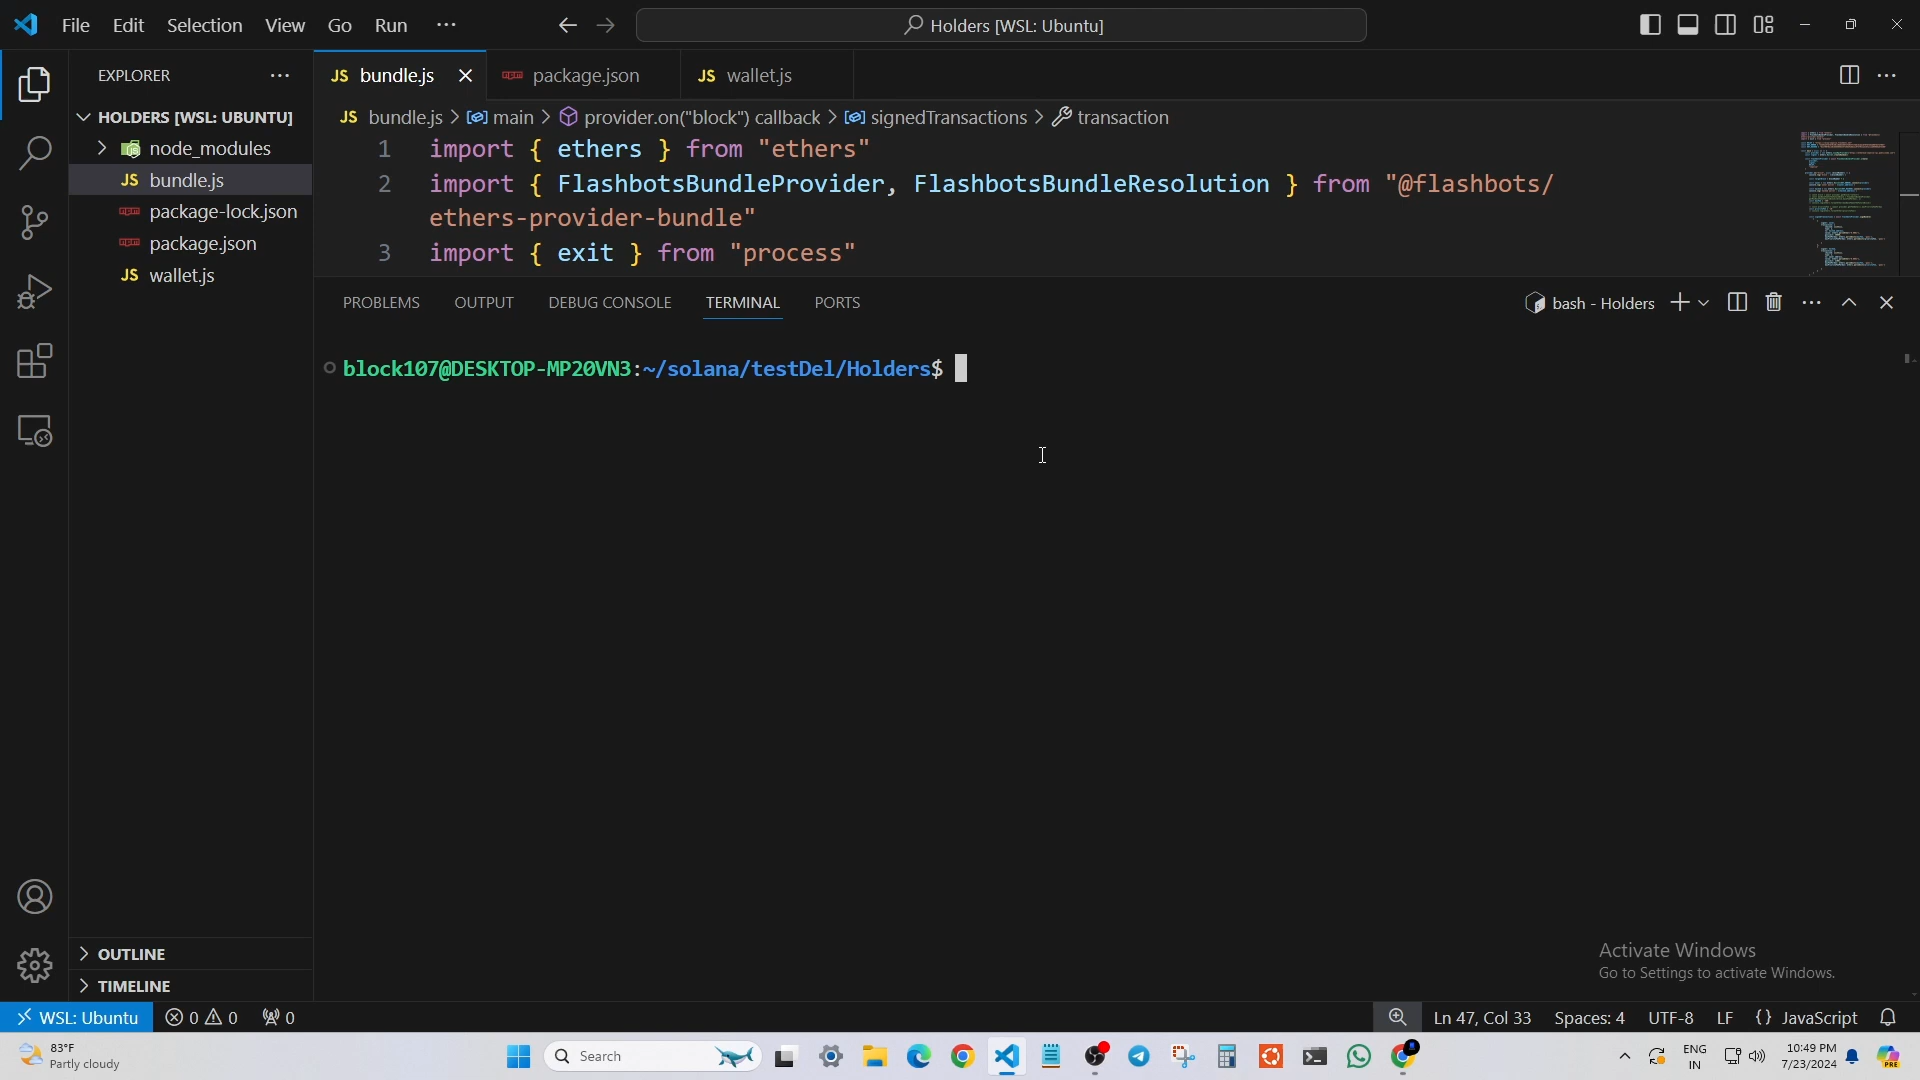 File Edit Selection View Go Run ··· Holders [WSL: Ubuntu]
EXPLORER ···
HOLDERS [WSL: UBUNTU]
node_modules
JS bundle.js
package-lock.json
package.json
JS wallet.js
OUTLINE
TIMELINE
JS bundle.js package.json JS wallet.js
JS bundle.js > main > provider.on("block") callback > signedTransactions > transaction
1 import { ethers } from "ethers"
2 import { FlashbotsBundleProvider, FlashbotsBundleResolution } from "@flashbots/
ethers-provider-bundle"
3 import { exit } from "process"
PROBLEMS OUTPUT DEBUG CONSOLE TERMINAL PORTS bash - Holders
block107@DESKTOP-MP20VN3:~/solana/testDel/Holders$
Activate Windows
Go to Settings to activate Windows.
WSL: Ubuntu 0 0 0 Ln 47, Col 33 Spaces: 4 UTF-8 LF {} JavaScript
83°F
Partly cloudy
Search
ENG
IN
10:49 PM
7/23/2024
PRE